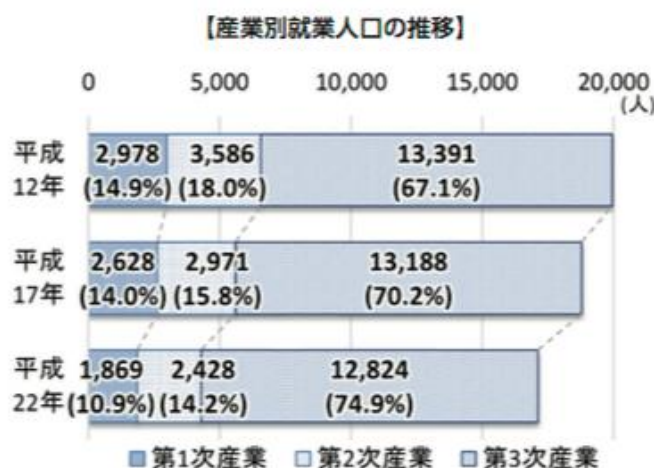 【産業別就業人口の推移】
0 5,000 10,000 15,000 20,000
(人)
平成 2,978 3,586 13,391
12年 (14.9%) (18.0%) (67.1%)
平成 2,628 2,971 13,188
17年 (14.0%) (15.8%) (70.2%)
平成 1,869 2,428 12,824
22年 (10.9%) (14.2%) (74.9%)
第1次産業 第2次産業 第3次産業